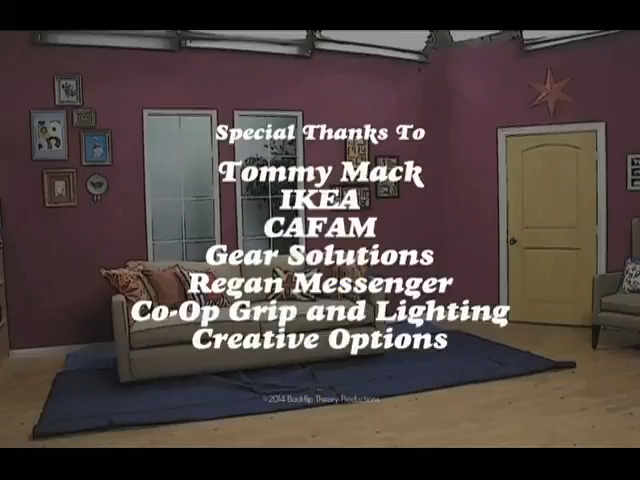 Special Thanks To
Tommy Mack
IKEA
CAFAM
Gear Solutions
Regan Messenger
Co-Op Grip and Lighting
Creative Options
©2014 Backflip Theory Productions